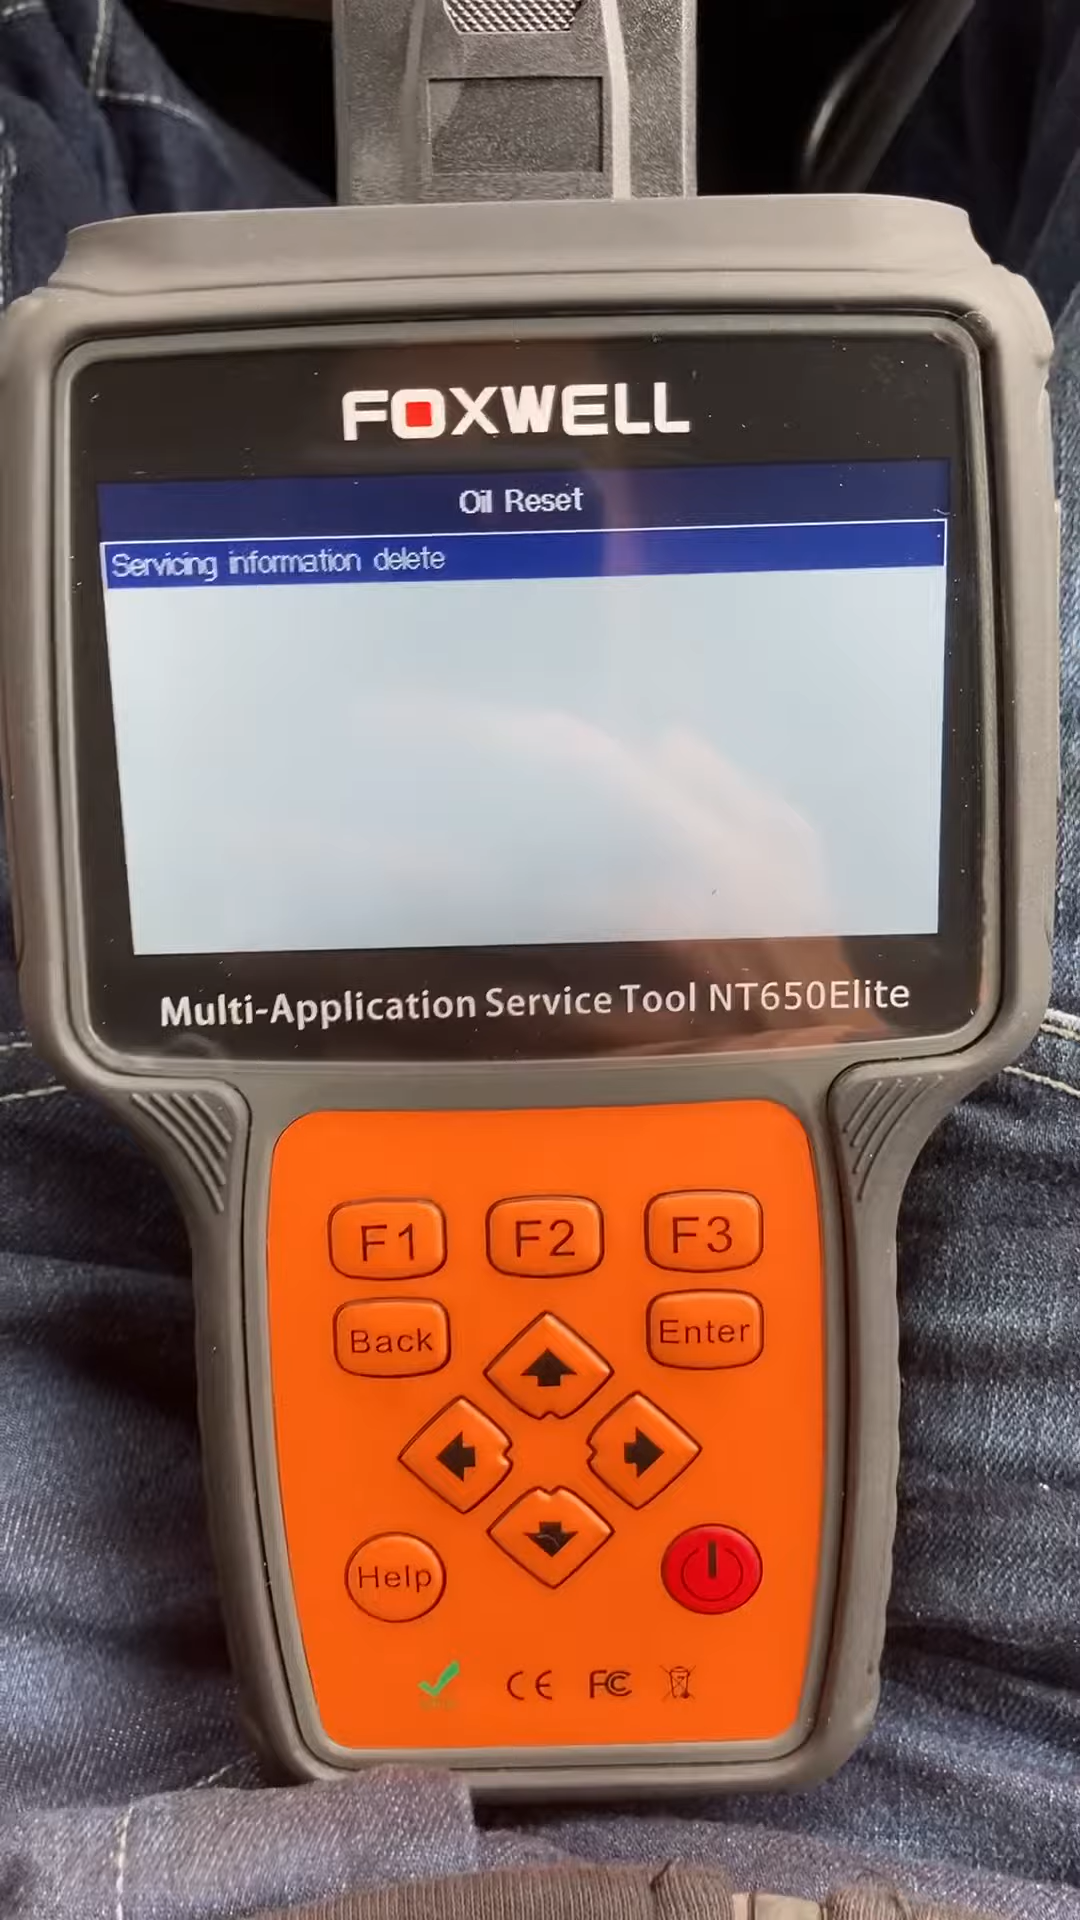 FOXWELL
Oil Reset
Servicing information delete
Multi-Application Service Tool NT650Elite
F1 F2 F3
Back Enter
Help
CE FC